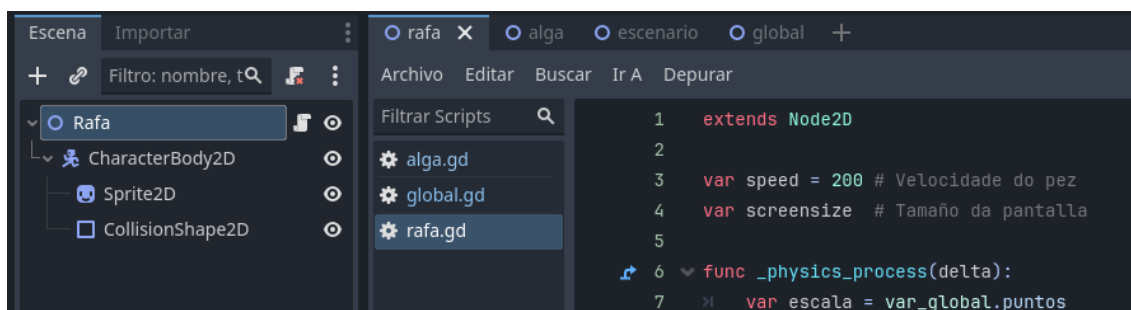 Escena Importar
Filtro: nombre, t
Rafa
CharacterBody2D
Sprite2D
CollisionShape2D
rafa alga escenario global
Archivo Editar Buscar Ir A Depurar
Filtrar Scripts
alga.gd
global.gd
rafa.gd
1 extends Node2D
2
3 var speed = 200 # Velocidade do pez
4 var screensize # Tamaño da pantalla
5
6 func _physics_process(delta):
7 var escala = var_global.puntos